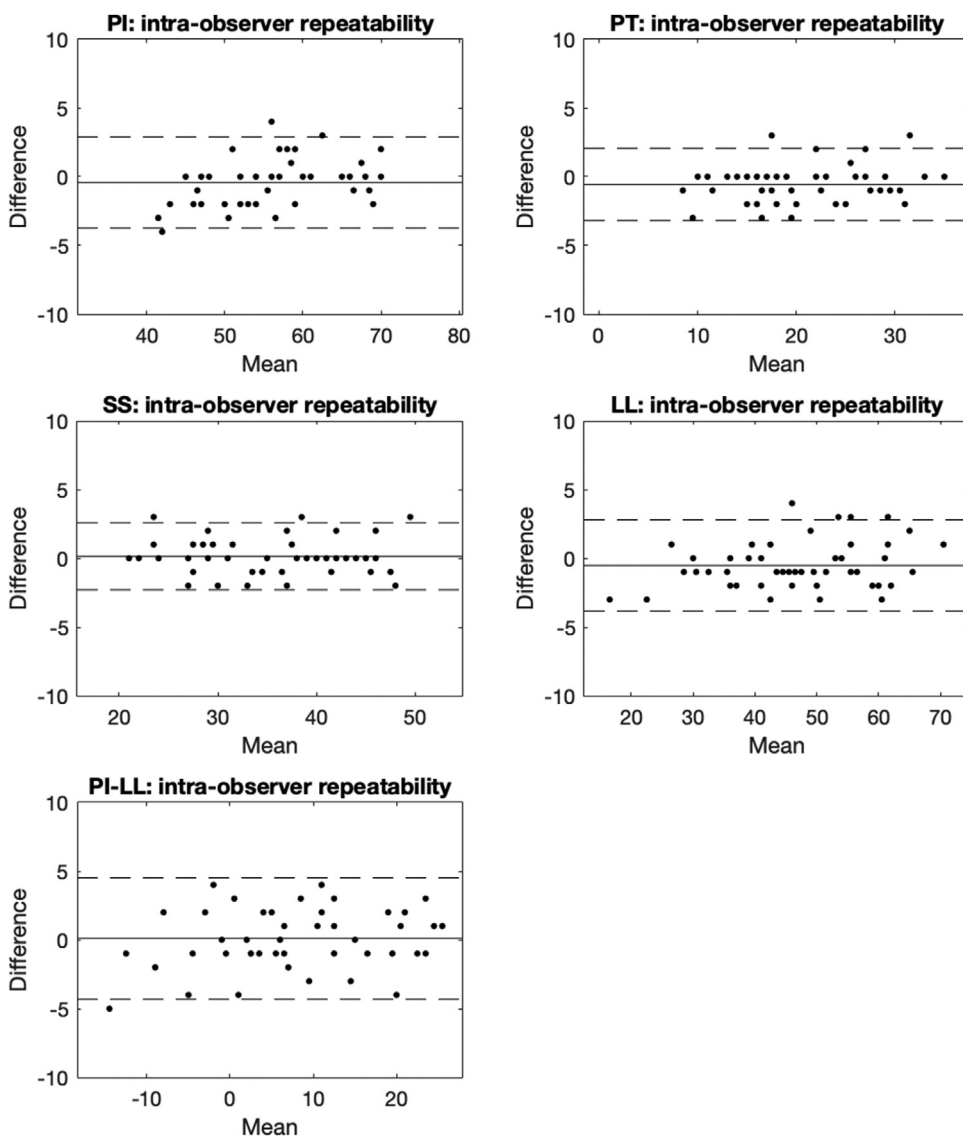 PI: intra-observer repeatability
10
5
0
-5
-10
Difference
40 50 60 70 80
Mean
PT: intra-observer repeatability
10
5
0
-5
-10
Difference
0 10 20 30
Mean
SS: intra-observer repeatability
10
5
0
-5
-10
Difference
20 30 40 50
Mean
LL: intra-observer repeatability
10
5
0
-5
-10
Difference
20 30 40 50 60 70
Mean
PI-LL: intra-observer repeatability
10
5
0
-5
-10
Difference
-10 0 10 20
Mean